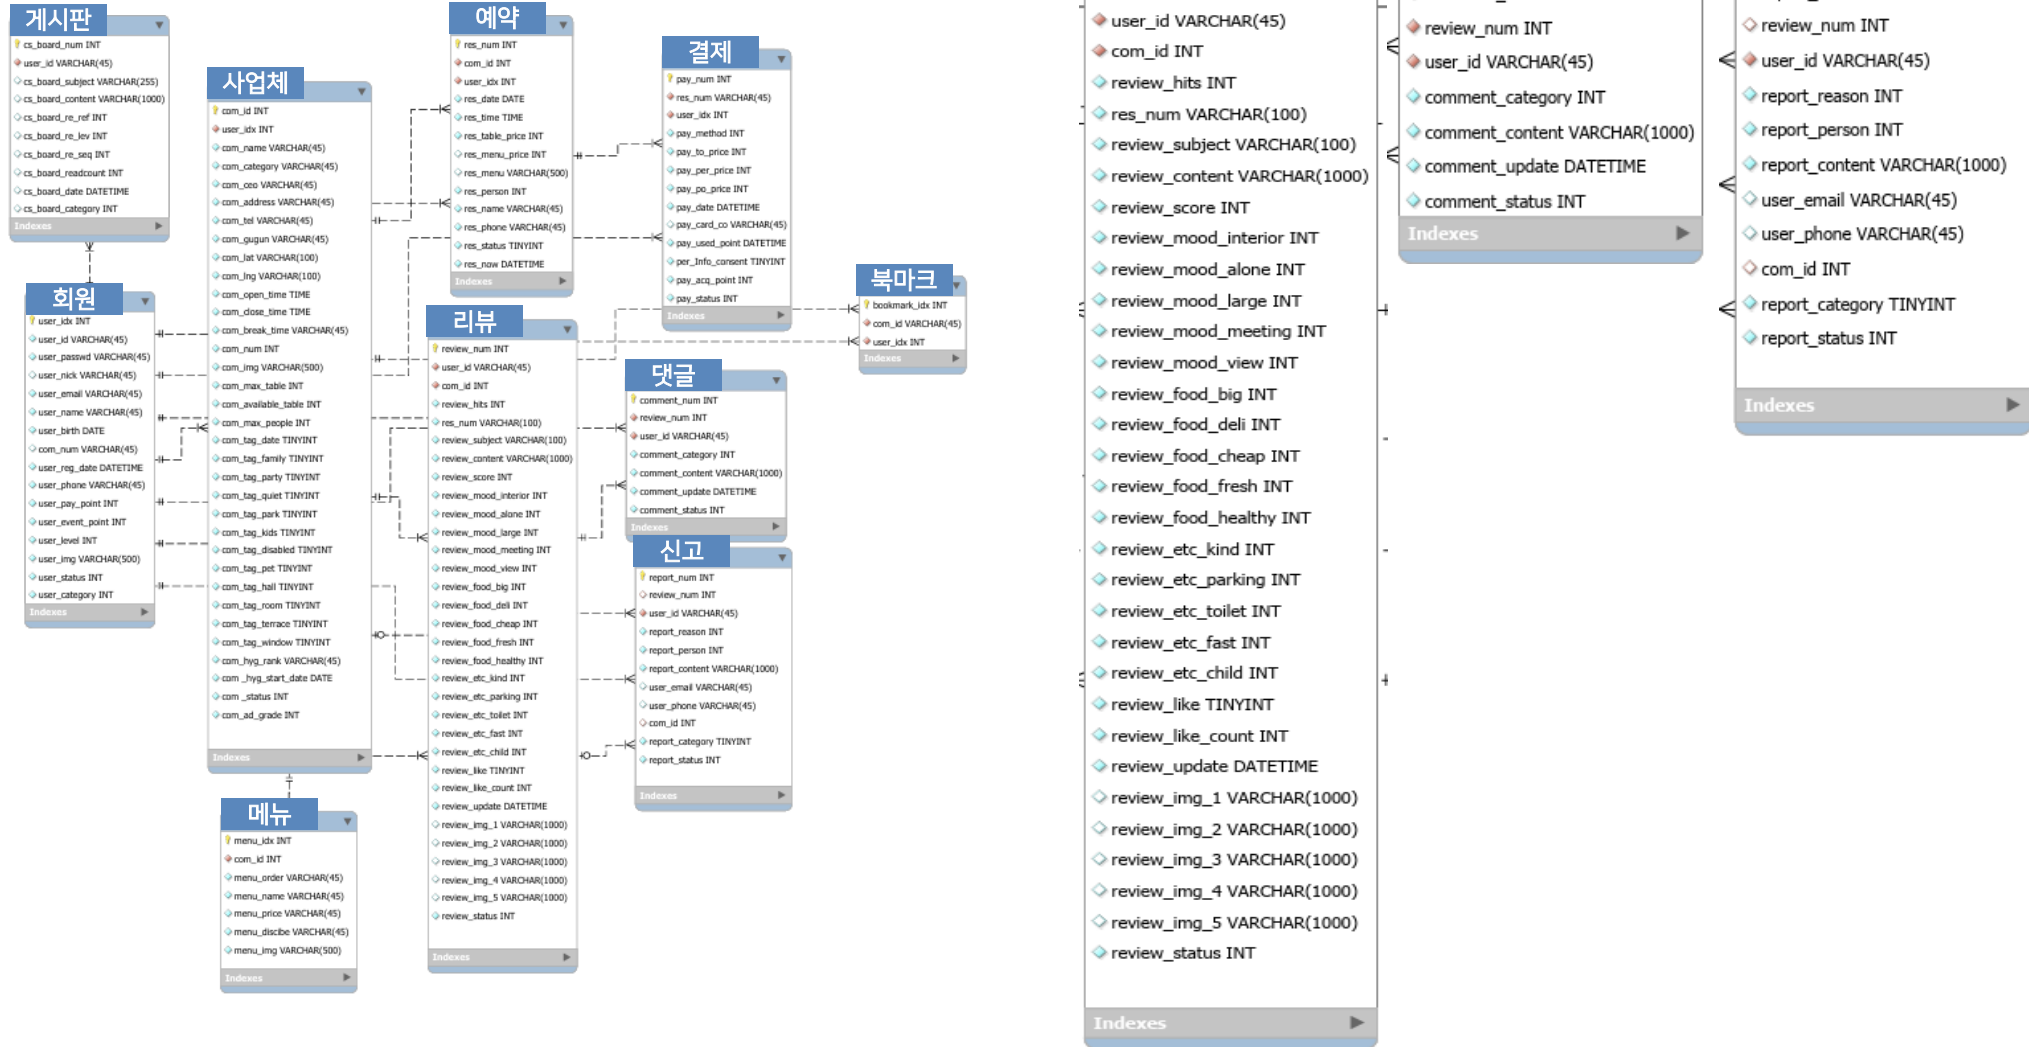 게시판
cs_board_num INT
user_id VARCHAR(45)
cs_board_subject VARCHAR(255)
cs_board_content VARCHAR(1000)
cs_board_re_ref INT
cs_board_re_lev INT
cs_board_re_seq INT
cs_board_readcount INT
cs_board_date DATETIME
cs_board_category INT
Indexes
회원
user_idx INT
user_id VARCHAR(45)
user_passwd VARCHAR(45)
user_nick VARCHAR(45)
user_email VARCHAR(45)
user_name VARCHAR(45)
user_birth DATE
com_num VARCHAR(45)
user_reg_date DATETIME
user_phone VARCHAR(45)
user_pay_point INT
user_event_point INT
user_level INT
user_img VARCHAR(500)
user_status INT
user_category INT
Indexes
사업체
com_id INT
user_idx INT
com_name VARCHAR(45)
com_category VARCHAR(45)
com_ceo VARCHAR(45)
com_address VARCHAR(45)
com_tel VARCHAR(45)
com_gugun VARCHAR(45)
com_lat VARCHAR(100)
com_lng VARCHAR(100)
com_open_time TIME
com_close_time TIME
com_break_time VARCHAR(45)
com_num INT
com_img VARCHAR(500)
com_max_table INT
com_available_table INT
com_max_people INT
com_tag_date TINYINT
com_tag_family TINYINT
com_tag_party TINYINT
com_tag_quiet TINYINT
com_tag_park TINYINT
com_tag_kids TINYINT
com_tag_disabled TINYINT
com_tag_pet TINYINT
com_tag_hall TINYINT
com_tag_room TINYINT
com_tag_terrace TINYINT
com_tag_window TINYINT
com_hyg_rank VARCHAR(45)
com _hyg_start_date DATE
com _status INT
com_ad_grade INT
Indexes
메뉴
menu_idx INT
com_id INT
menu_order VARCHAR(45)
menu_name VARCHAR(45)
menu_price VARCHAR(45)
menu_discibe VARCHAR(45)
menu_img VARCHAR(500)
Indexes
예약
res_num INT
com_id INT
user_idx INT
res_date DATE
res_time TIME
res_table_price INT
res_menu_price INT
res_menu VARCHAR(500)
res_person INT
res_name VARCHAR(45)
res_phone VARCHAR(45)
res_status TINYINT
res_now DATETIME
Indexes
리뷰
review_num INT
user_id VARCHAR(45)
com_id INT
review_hits INT
res_num VARCHAR(100)
review_subject VARCHAR(100)
review_content VARCHAR(1000)
review_score INT
review_mood_interior INT
review_mood_alone INT
review_mood_large INT
review_mood_meeting INT
review_mood_view INT
review_food_big INT
review_food_deli INT
review_food_cheap INT
review_food_fresh INT
review_food_healthy INT
review_etc_kind INT
review_etc_parking INT
review_etc_toilet INT
review_etc_fast INT
review_etc_child INT
review_like TINYINT
review_like_count INT
review_update DATETIME
review_img_1 VARCHAR(1000)
review_img_2 VARCHAR(1000)
review_img_3 VARCHAR(1000)
review_img_4 VARCHAR(1000)
review_img_5 VARCHAR(1000)
review_status INT
Indexes
결제
pay_num INT
res_num VARCHAR(45)
user_idx INT
pay_method INT
pay_to_price INT
pay_per_price INT
pay_po_price INT
pay_date DATETIME
pay_card_co VARCHAR(45)
pay_used_point DATETIME
per_Info_consent TINYINT
pay_acq_point INT
pay_status INT
Indexes
북마크
bookmark_idx INT
com_id VARCHAR(45)
user_idx INT
Indexes
댓글
comment_num INT
review_num INT
user_id VARCHAR(45)
comment_category INT
comment_content VARCHAR(1000)
comment_update DATETIME
comment_status INT
Indexes
신고
report_num INT
review_num INT
user_id VARCHAR(45)
report_reason INT
report_person INT
report_content VARCHAR(1000)
user_email VARCHAR(45)
user_phone VARCHAR(45)
com_id INT
report_category TINYINT
report_status INT
Indexes
user_id VARCHAR(45)
com_id INT
review_hits INT
res_num VARCHAR(100)
review_subject VARCHAR(100)
review_content VARCHAR(1000)
review_score INT
review_mood_interior INT
review_mood_alone INT
review_mood_large INT
review_mood_meeting INT
review_mood_view INT
review_food_big INT
review_food_deli INT
review_food_cheap INT
review_food_fresh INT
review_food_healthy INT
review_etc_kind INT
review_etc_parking INT
review_etc_toilet INT
review_etc_fast INT
review_etc_child INT
review_like TINYINT
review_like_count INT
review_update DATETIME
review_img_1 VARCHAR(1000)
review_img_2 VARCHAR(1000)
review_img_3 VARCHAR(1000)
review_img_4 VARCHAR(1000)
review_img_5 VARCHAR(1000)
review_status INT
Indexes
review_num INT
user_id VARCHAR(45)
comment_category INT
comment_content VARCHAR(1000)
comment_update DATETIME
comment_status INT
Indexes
review_num INT
user_id VARCHAR(45)
report_reason INT
report_person INT
report_content VARCHAR(1000)
user_email VARCHAR(45)
user_phone VARCHAR(45)
com_id INT
report_category TINYINT
report_status INT
Indexes